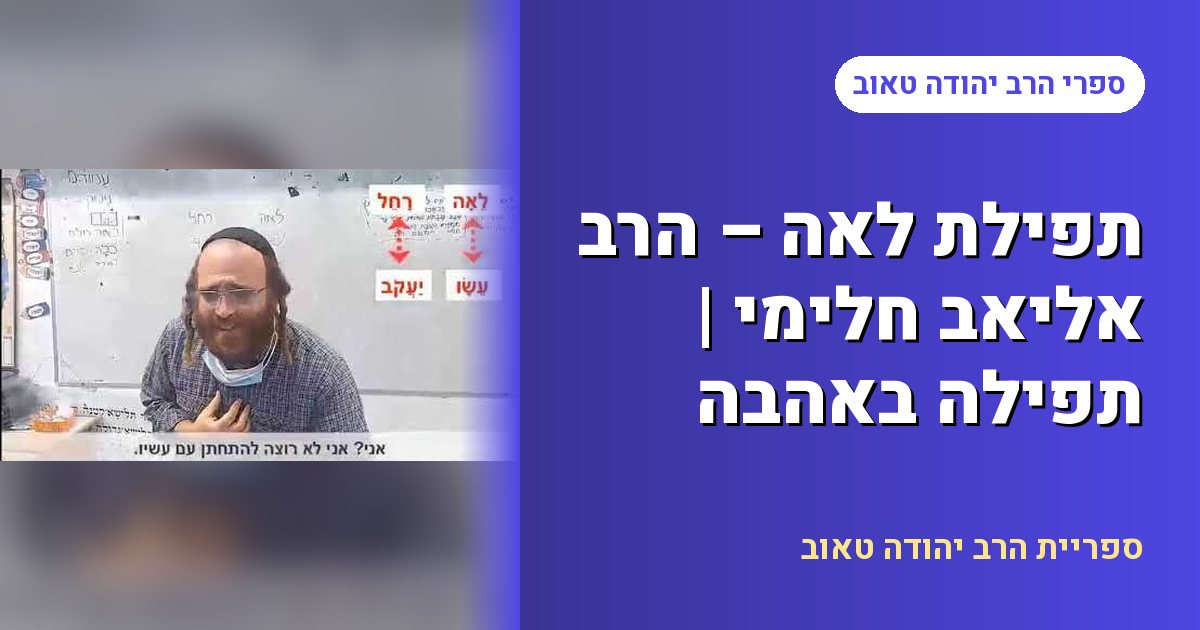 ספרי הרב יהודה טאוב
תפילת לאה – הרב
אליאב חלימי |
תפילה באהבה
ספריית הרב יהודה טאוב
לֵאָה רָחֵל
עֵשָׂו יַעֲקֹב
לאה רחל
אני? אני לא רוצה להתחתן עם עשיו.